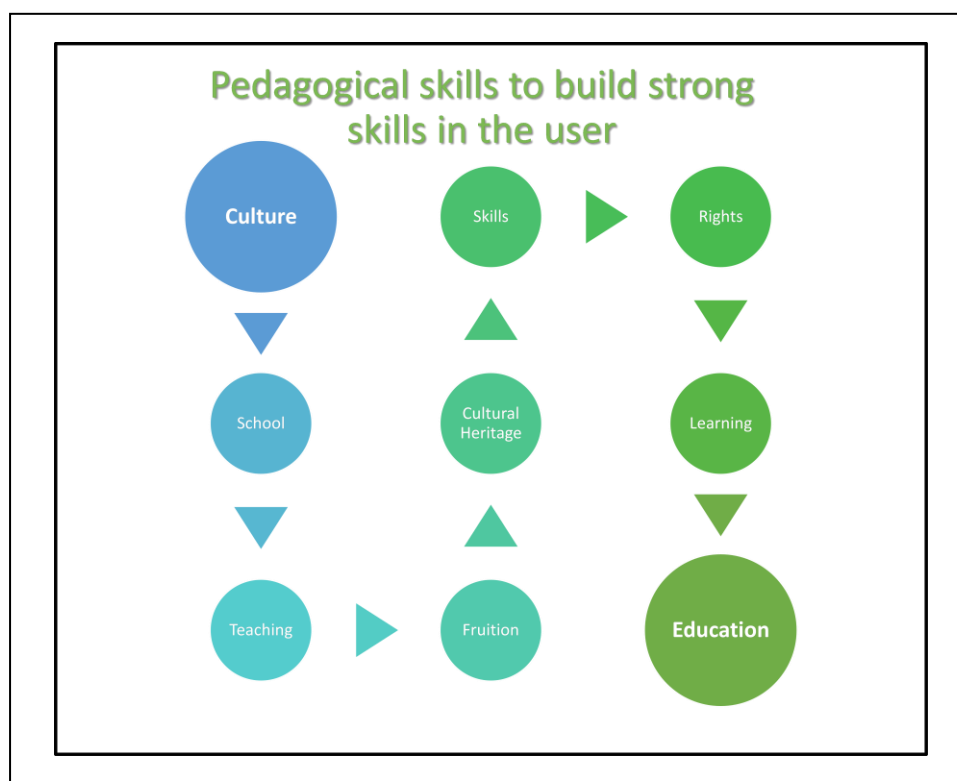 Pedagogical skills to build strong
skills in the user
Culture
School
Teaching
Fruition
Cultural
Heritage
Skills
Rights
Learning
Education